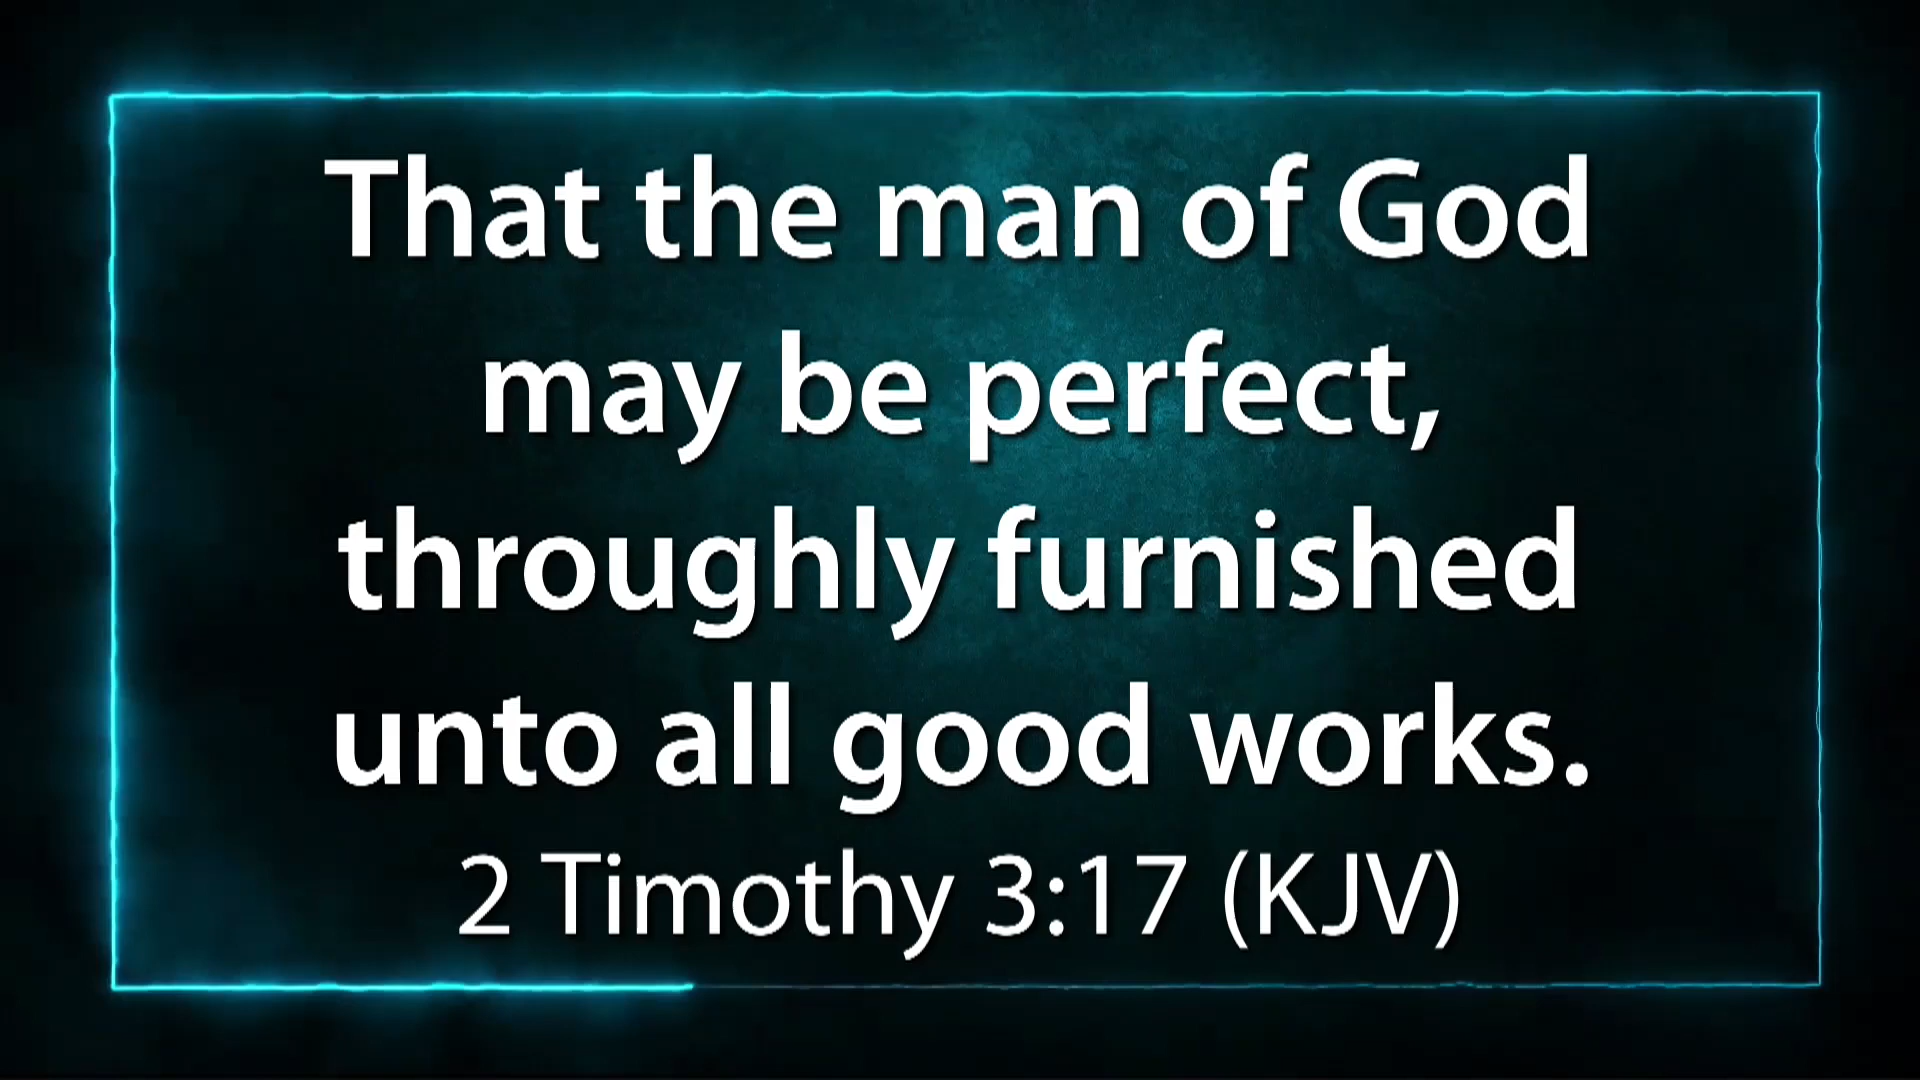 That the man of God
may be perfect,
throughly furnished
unto all good works.
2 Timothy 3:17 (KJV)